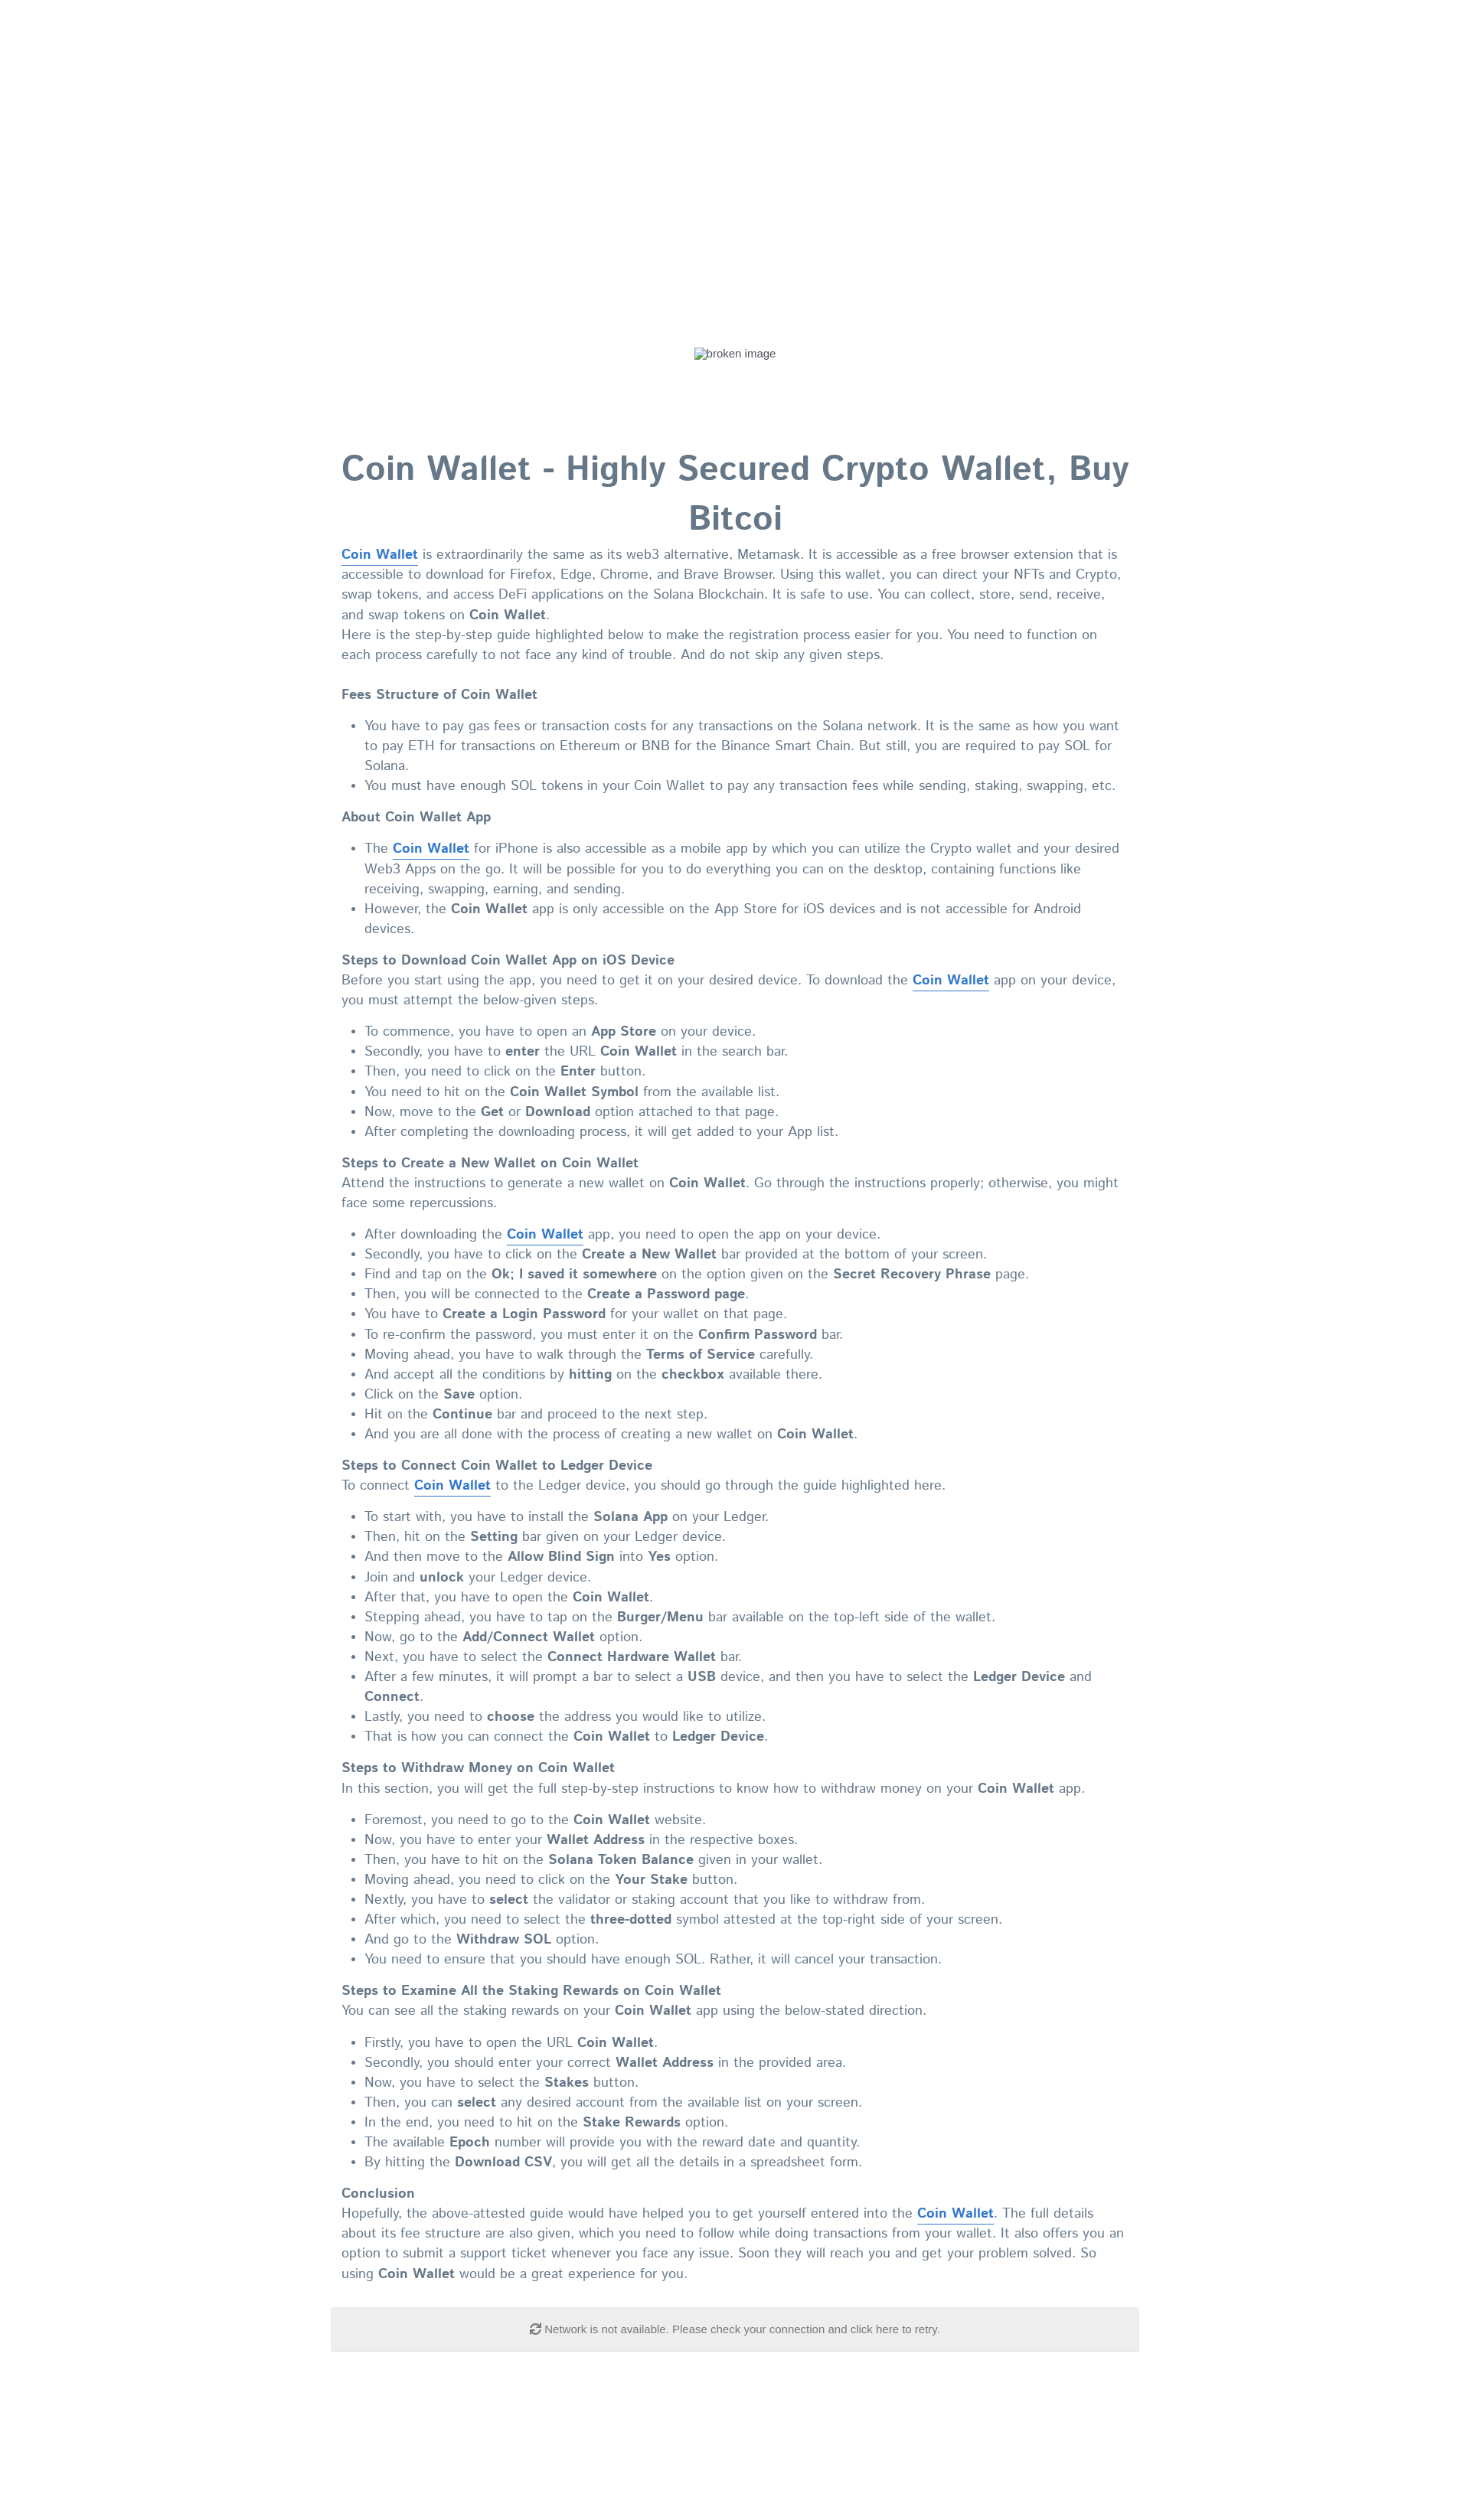 broken image
Coin Wallet - Highly Secured Crypto Wallet, Buy
Bitcoi
Coin Wallet is extraordinarily the same as its web3 alternative, Metamask. It is accessible as a free browser extension that is
accessible to download for Firefox, Edge, Chrome, and Brave Browser. Using this wallet, you can direct your NFTs and Crypto,
swap tokens, and access DeFi applications on the Solana Blockchain. It is safe to use. You can collect, store, send, receive,
and swap tokens on Coin Wallet.
Here is the step-by-step guide highlighted below to make the registration process easier for you. You need to function on
each process carefully to not face any kind of trouble. And do not skip any given steps.
Fees Structure of Coin Wallet
• You have to pay gas fees or transaction costs for any transactions on the Solana network. It is the same as how you want
to pay ETH for transactions on Ethereum or BNB for the Binance Smart Chain. But still, you are required to pay SOL for
Solana.
• You must have enough SOL tokens in your Coin Wallet to pay any transaction fees while sending, staking, swapping, etc.
About Coin Wallet App
• The Coin Wallet for iPhone is also accessible as a mobile app by which you can utilize the Crypto wallet and your desired
Web3 Apps on the go. It will be possible for you to do everything you can on the desktop, containing functions like
receiving, swapping, earning, and sending.
• However, the Coin Wallet app is only accessible on the App Store for iOS devices and is not accessible for Android
devices.
Steps to Download Coin Wallet App on iOS Device
Before you start using the app, you need to get it on your desired device. To download the Coin Wallet app on your device,
you must attempt the below-given steps.
• To commence, you have to open an App Store on your device.
• Secondly, you have to enter the URL Coin Wallet in the search bar.
• Then, you need to click on the Enter button.
• You need to hit on the Coin Wallet Symbol from the available list.
• Now, move to the Get or Download option attached to that page.
• After completing the downloading process, it will get added to your App list.
Steps to Create a New Wallet on Coin Wallet
Attend the instructions to generate a new wallet on Coin Wallet. Go through the instructions properly; otherwise, you might
face some repercussions.
• After downloading the Coin Wallet app, you need to open the app on your device.
• Secondly, you have to click on the Create a New Wallet bar provided at the bottom of your screen.
• Find and tap on the Ok; I saved it somewhere on the option given on the Secret Recovery Phrase page.
• Then, you will be connected to the Create a Password page.
• You have to Create a Login Password for your wallet on that page.
• To re-confirm the password, you must enter it on the Confirm Password bar.
• Moving ahead, you have to walk through the Terms of Service carefully.
• And accept all the conditions by hitting on the checkbox available there.
• Click on the Save option.
• Hit on the Continue bar and proceed to the next step.
• And you are all done with the process of creating a new wallet on Coin Wallet.
Steps to Connect Coin Wallet to Ledger Device
To connect Coin Wallet to the Ledger device, you should go through the guide highlighted here.
• To start with, you have to install the Solana App on your Ledger.
• Then, hit on the Setting bar given on your Ledger device.
• And then move to the Allow Blind Sign into Yes option.
• Join and unlock your Ledger device.
• After that, you have to open the Coin Wallet.
• Stepping ahead, you have to tap on the Burger/Menu bar available on the top-left side of the wallet.
• Now, go to the Add/Connect Wallet option.
• Next, you have to select the Connect Hardware Wallet bar.
• After a few minutes, it will prompt a bar to select a USB device, and then you have to select the Ledger Device and
Connect.
• Lastly, you need to choose the address you would like to utilize.
• That is how you can connect the Coin Wallet to Ledger Device.
Steps to Withdraw Money on Coin Wallet
In this section, you will get the full step-by-step instructions to know how to withdraw money on your Coin Wallet app.
• Foremost, you need to go to the Coin Wallet website.
• Now, you have to enter your Wallet Address in the respective boxes.
• Then, you have to hit on the Solana Token Balance given in your wallet.
• Moving ahead, you need to click on the Your Stake button.
• Nextly, you have to select the validator or staking account that you like to withdraw from.
• After which, you need to select the three-dotted symbol attested at the top-right side of your screen.
• And go to the Withdraw SOL option.
• You need to ensure that you should have enough SOL. Rather, it will cancel your transaction.
Steps to Examine All the Staking Rewards on Coin Wallet
You can see all the staking rewards on your Coin Wallet app using the below-stated direction.
• Firstly, you have to open the URL Coin Wallet.
• Secondly, you should enter your correct Wallet Address in the provided area.
• Now, you have to select the Stakes button.
• Then, you can select any desired account from the available list on your screen.
• In the end, you need to hit on the Stake Rewards option.
• The available Epoch number will provide you with the reward date and quantity.
• By hitting the Download CSV, you will get all the details in a spreadsheet form.
Conclusion
Hopefully, the above-attested guide would have helped you to get yourself entered into the Coin Wallet. The full details
about its fee structure are also given, which you need to follow while doing transactions from your wallet. It also offers you an
option to submit a support ticket whenever you face any issue. Soon they will reach you and get your problem solved. So
using Coin Wallet would be a great experience for you.
Network is not available. Please check your connection and click here to retry.